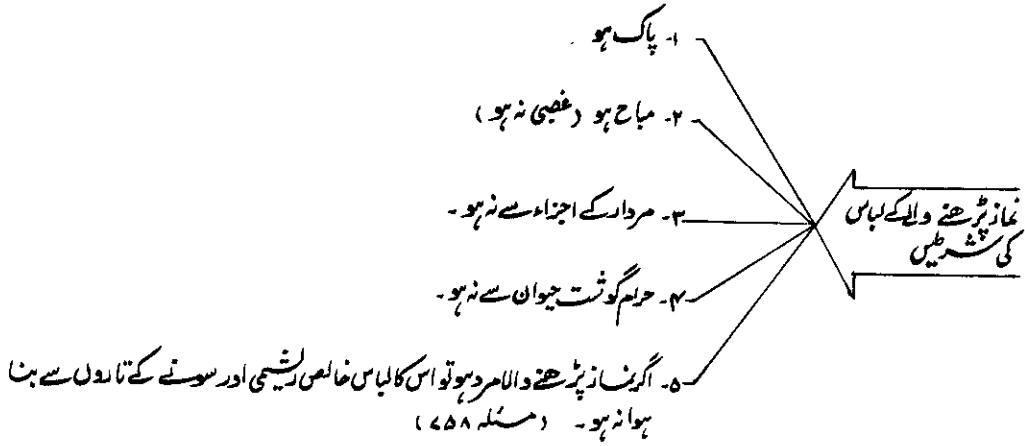 نماز پڑھنے والے کے لباس
کی شرطیں
۱۔ پاک ہو
۲۔ مباح ہو (غصبی نہ ہو)
۳۔ مردار کے اجزاء سے نہ ہو۔
۴۔ حرام گوشت حیوان سے نہ ہو۔
۵۔ اگر نماز پڑھنے والا مرد ہو تو اس کا لباس خالص ریشمی اور سونے کے تاروں سے بنا
ہوا نہ ہو۔ (مسئلہ ۷۵۸)